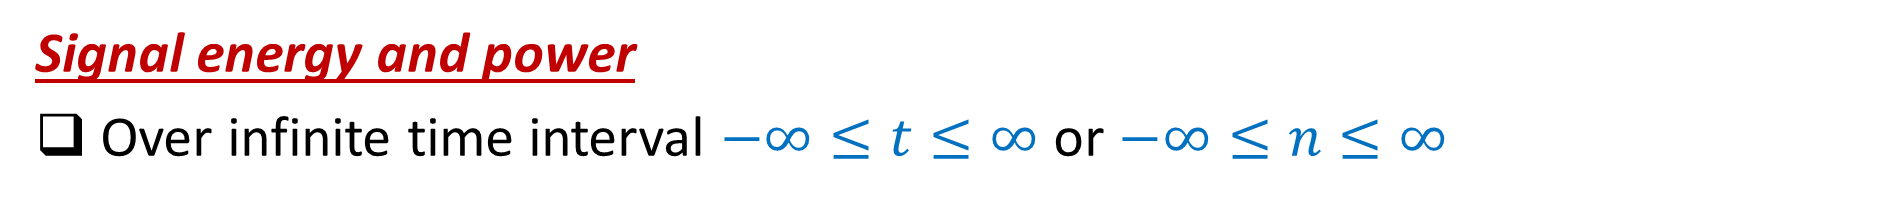 Signal energy and power
❑ Over infinite time interval −∞ ≤ t ≤ ∞ or −∞ ≤ n ≤ ∞